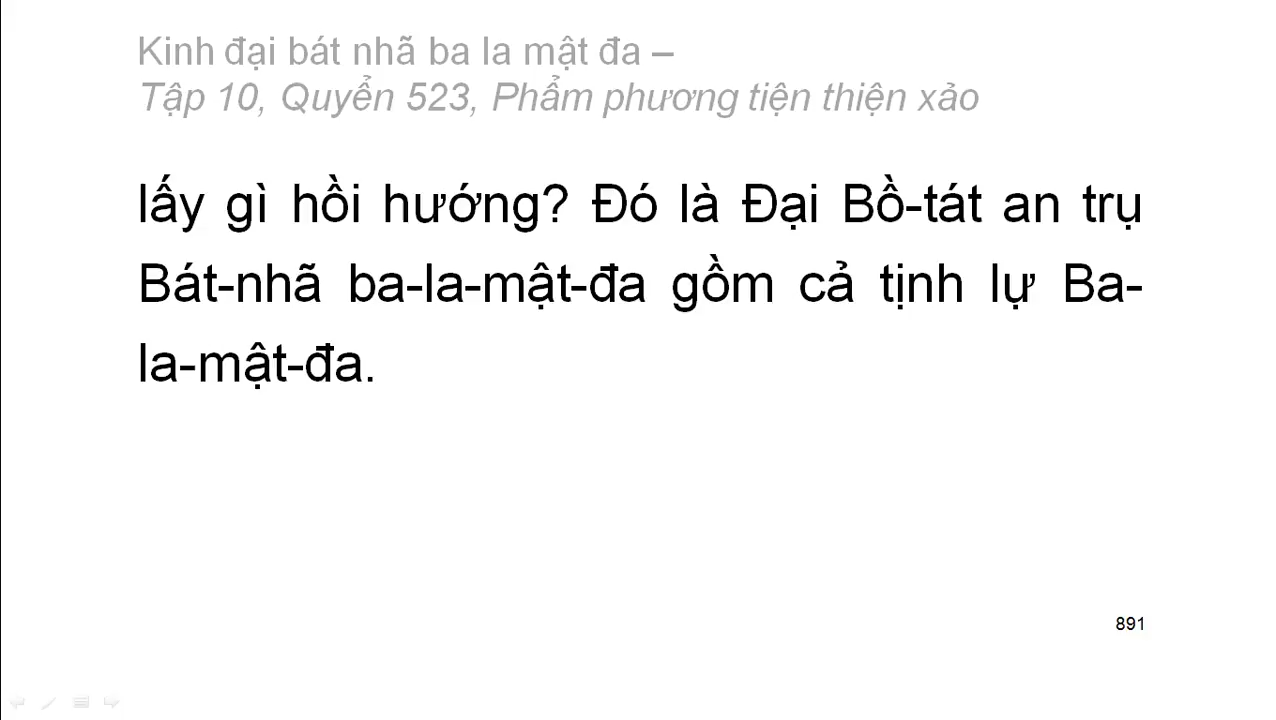 Kinh đại bát nhã ba la mật đa –
Tập 10, Quyển 523, Phẩm phương tiện thiện xảo
lấy gì hồi hướng? Đó là Đại Bồ-tát an trụ
Bát-nhã ba-la-mật-đa gồm cả tịnh lự Ba-
la-mật-đa.
891